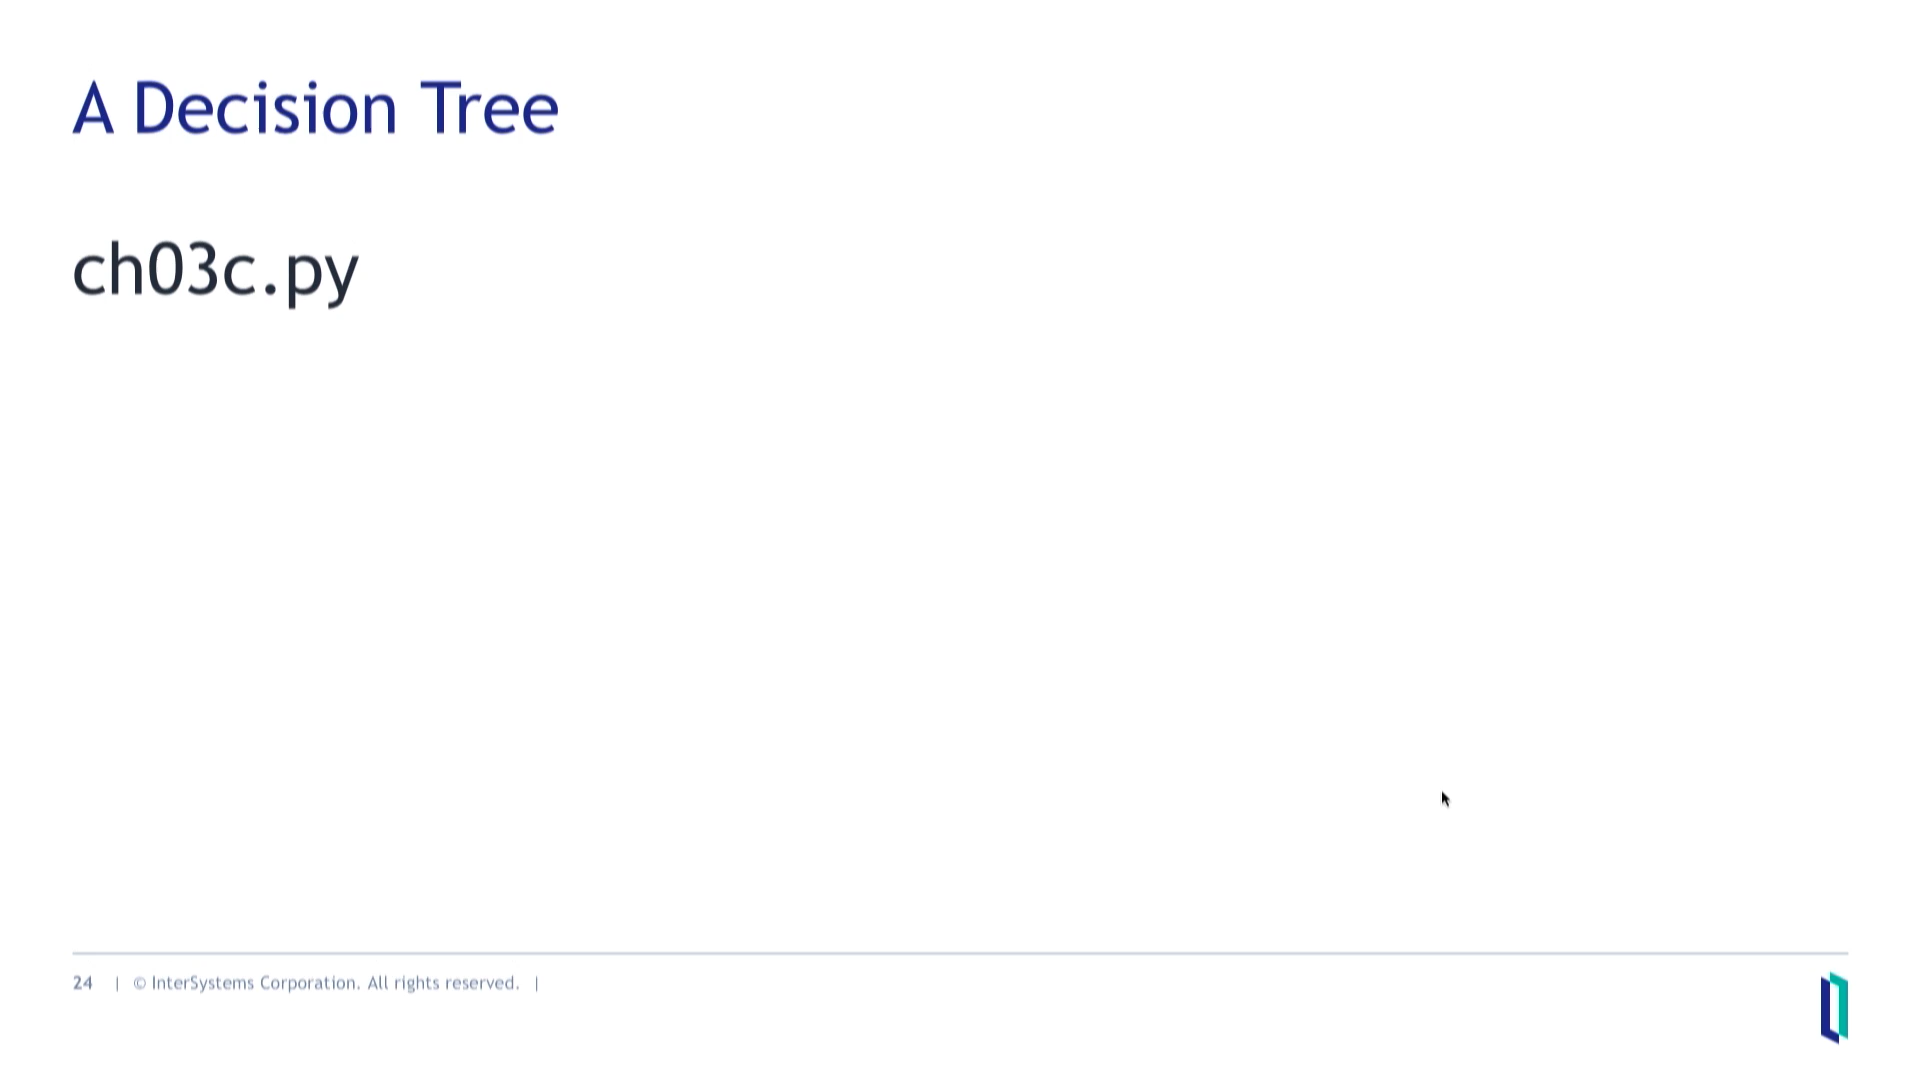 A Decision Tree
ch03c.py
24 | © InterSystems Corporation. All rights reserved. |